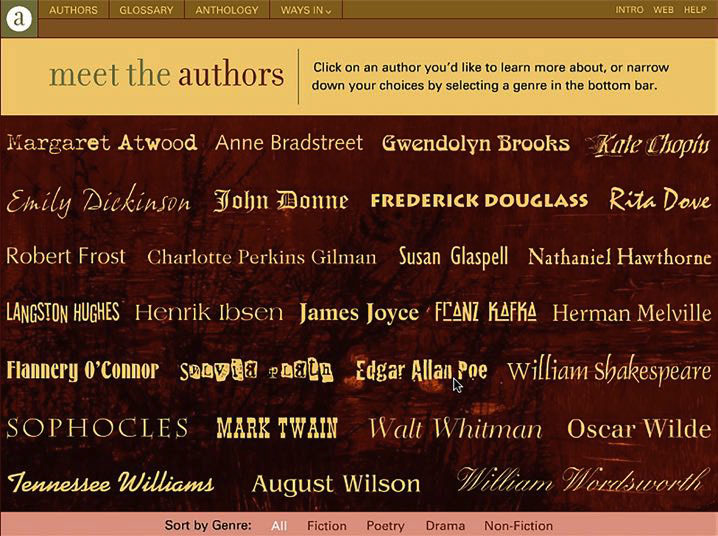 a AUTHORS GLOSSARY ANTHOLOGY WAYS IN INTRO WEB HELP
meet the authors
Click on an author you'd like to learn more about, or narrow
down your choices by selecting a genre in the bottom bar.
Margaret Atwood Anne Bradstreet Gwendolyn Brooks Kate Chopin
Emily Dickinson John Donne FREDERICK DOUGLASS Rita Dove
Robert Frost Charlotte Perkins Gilman Susan Glaspell Nathaniel Hawthorne
LANGSTON HUGHES Henrik Ibsen James Joyce FRANZ KAFKA Herman Melville
Flannery O'Connor Sylvia Plath Edgar Allan Poe William Shakespeare
SOPHOCLES MARK TWAIN Walt Whitman Oscar Wilde
Tennessee Williams August Wilson William Wordsworth
Sort by Genre: All Fiction Poetry Drama Non-Fiction